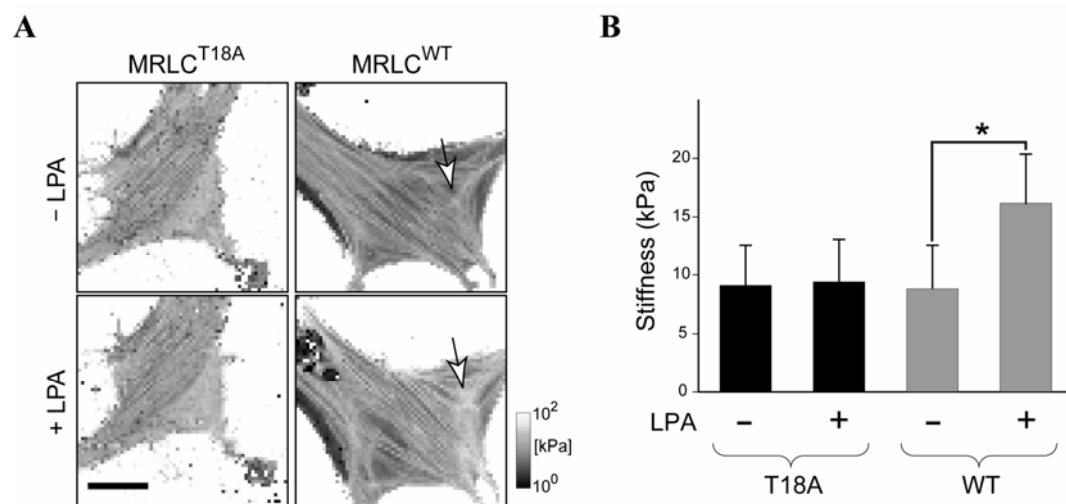 A
MRLC^T18A MRLC^WT
− LPA
+ LPA
10^2
[kPa]
10^0
B
*
Stiffness (kPa)
20
15
10
5
0
LPA − + − +
T18A WT